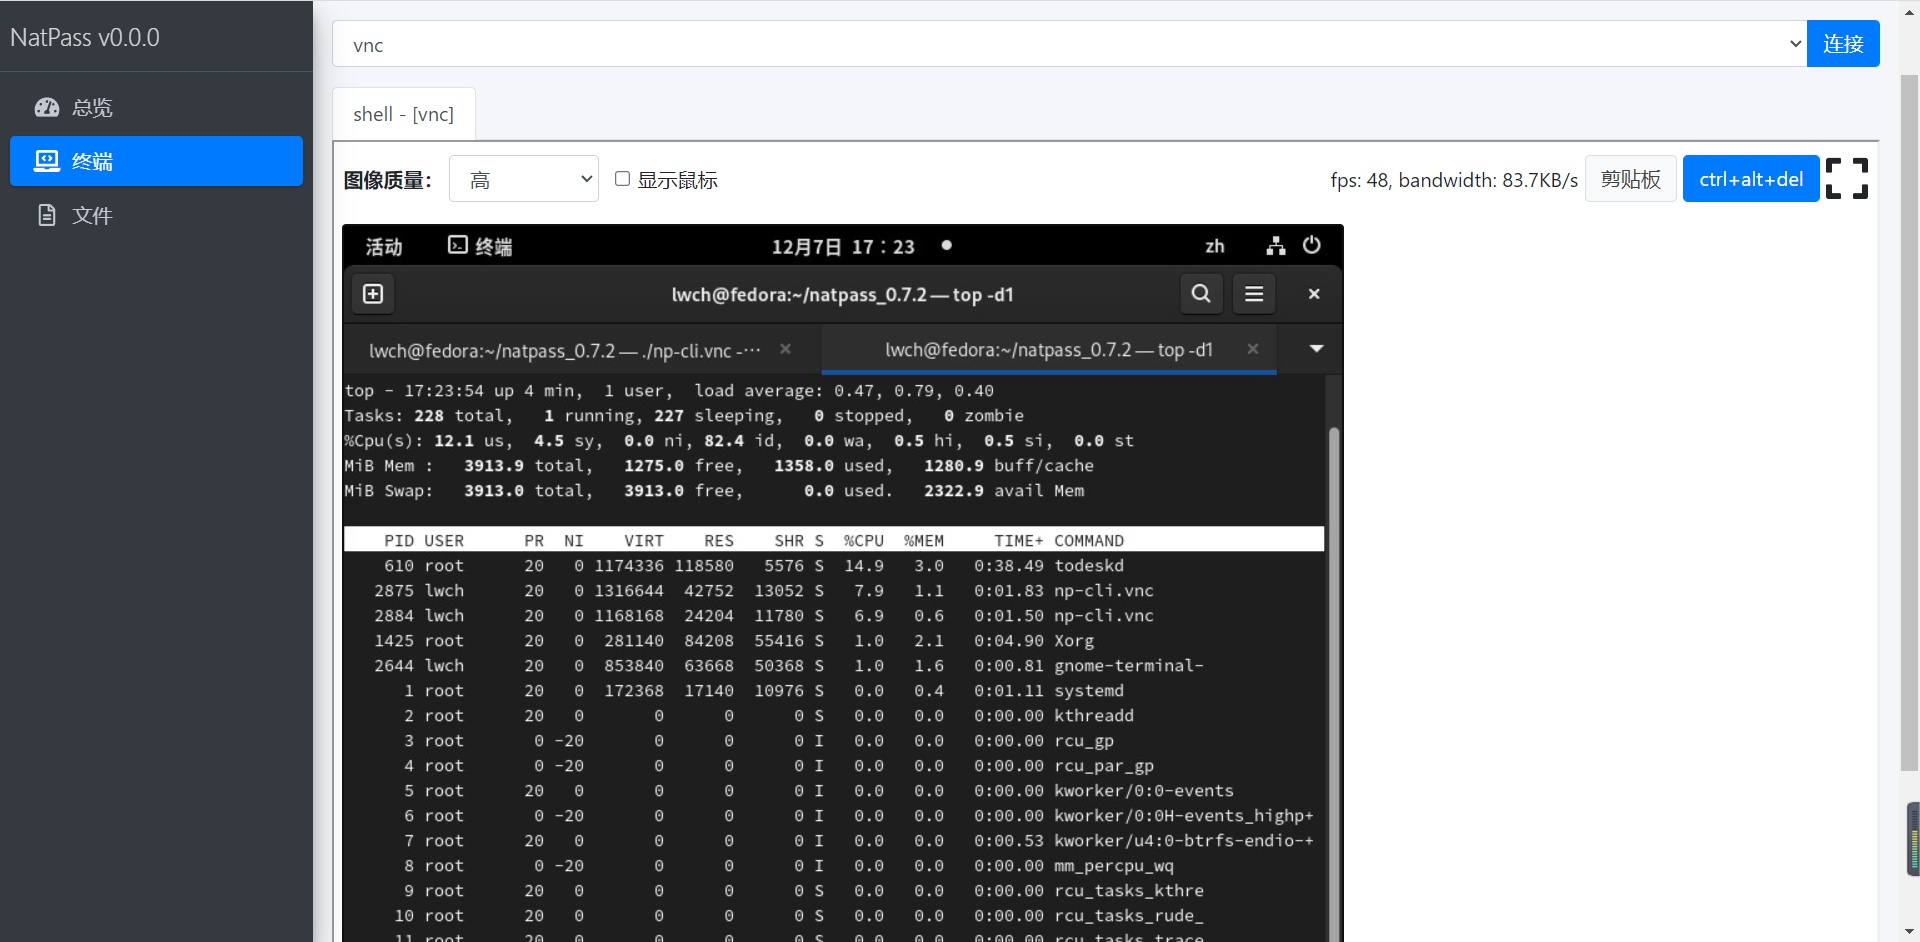 NatPass v0.0.0
总览
终端
文件
vnc
连接
shell - [vnc]
图像质量:
高
显示鼠标
fps: 48, bandwidth: 83.7KB/s
剪贴板
ctrl+alt+del
活动
终端
12月7日 17：23
zh
lwch@fedora:~/natpass_0.7.2 — top -d1
lwch@fedora:~/natpass_0.7.2 — ./np-cli.vnc -···
lwch@fedora:~/natpass_0.7.2 — top -d1
top - 17:23:54 up 4 min,  1 user,  load average: 0.47, 0.79, 0.40
Tasks: 228 total,   1 running, 227 sleeping,   0 stopped,   0 zombie
%Cpu(s): 12.1 us,  4.5 sy,  0.0 ni, 82.4 id,  0.0 wa,  0.5 hi,  0.5 si,  0.0 st
MiB Mem :   3913.9 total,   1275.0 free,   1358.0 used,   1280.9 buff/cache
MiB Swap:   3913.0 total,   3913.0 free,      0.0 used.   2322.9 avail Mem
PID USER      PR  NI    VIRT    RES    SHR S  %CPU  %MEM     TIME+ COMMAND
610 root      20   0 1174336 118580   5576 S  14.9   3.0   0:38.49 todeskd
2875 lwch      20   0 1316644  42752  13052 S   7.9   1.1   0:01.83 np-cli.vnc
2884 lwch      20   0 1168168  24204  11780 S   6.9   0.6   0:01.50 np-cli.vnc
1425 root      20   0  281140  84208  55416 S   1.0   2.1   0:04.90 Xorg
2644 lwch      20   0  853840  63668  50368 S   1.0   1.6   0:00.81 gnome-terminal-
1 root      20   0  172368  17140  10976 S   0.0   0.4   0:01.11 systemd
2 root      20   0       0      0      0 S   0.0   0.0   0:00.00 kthreadd
3 root       0 -20       0      0      0 I   0.0   0.0   0:00.00 rcu_gp
4 root       0 -20       0      0      0 I   0.0   0.0   0:00.00 rcu_par_gp
5 root      20   0       0      0      0 I   0.0   0.0   0:00.00 kworker/0:0-events
6 root       0 -20       0      0      0 I   0.0   0.0   0:00.00 kworker/0:0H-events_highp+
7 root      20   0       0      0      0 I   0.0   0.0   0:00.53 kworker/u4:0-btrfs-endio-+
8 root       0 -20       0      0      0 I   0.0   0.0   0:00.00 mm_percpu_wq
9 root      20   0       0      0      0 S   0.0   0.0   0:00.00 rcu_tasks_kthre
10 root      20   0       0      0      0 S   0.0   0.0   0:00.00 rcu_tasks_rude_
11 root      20   0       0      0      0 S   0.0   0.0   0:00.00 rcu_tasks_trace